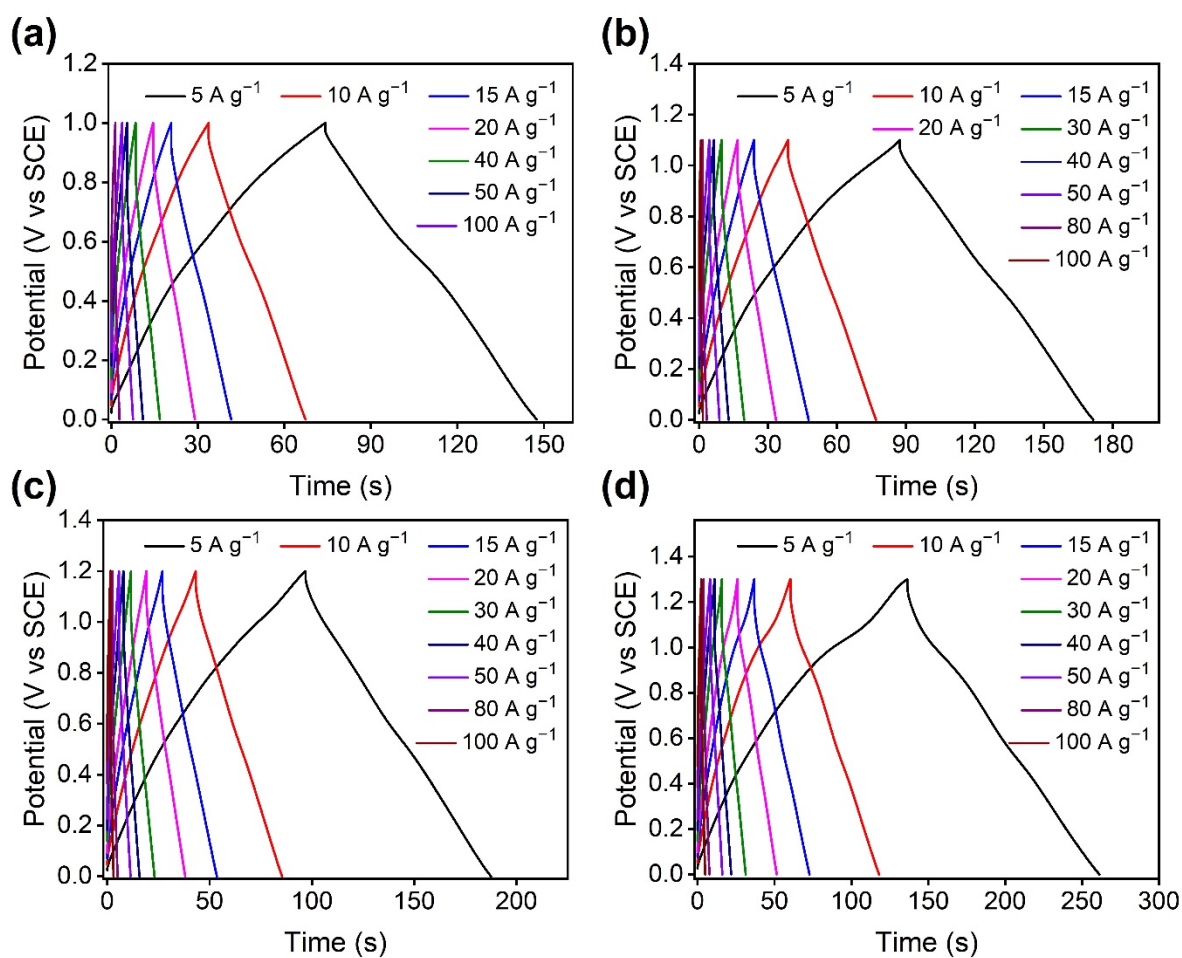 (a)
1.2
1.0
0.8
0.6
0.4
0.2
0.0
Potential (V vs SCE)
5 A g⁻¹
10 A g⁻¹
15 A g⁻¹
20 A g⁻¹
40 A g⁻¹
50 A g⁻¹
100 A g⁻¹
0 30 60 90 120 150
Time (s)
(b)
1.4
1.2
1.0
0.8
0.6
0.4
0.2
0.0
Potential (V vs SCE)
5 A g⁻¹
10 A g⁻¹
15 A g⁻¹
20 A g⁻¹
30 A g⁻¹
40 A g⁻¹
50 A g⁻¹
80 A g⁻¹
100 A g⁻¹
0 30 60 90 120 150 180
Time (s)
(c)
1.4
1.2
1.0
0.8
0.6
0.4
0.2
0.0
Potential (V vs SCE)
5 A g⁻¹
10 A g⁻¹
15 A g⁻¹
20 A g⁻¹
30 A g⁻¹
40 A g⁻¹
50 A g⁻¹
80 A g⁻¹
100 A g⁻¹
0 50 100 150 200
Time (s)
(d)
1.4
1.2
1.0
0.8
0.6
0.4
0.2
0.0
Potential (V vs SCE)
5 A g⁻¹
10 A g⁻¹
15 A g⁻¹
20 A g⁻¹
30 A g⁻¹
40 A g⁻¹
50 A g⁻¹
80 A g⁻¹
100 A g⁻¹
0 50 100 150 200 250 300
Time (s)